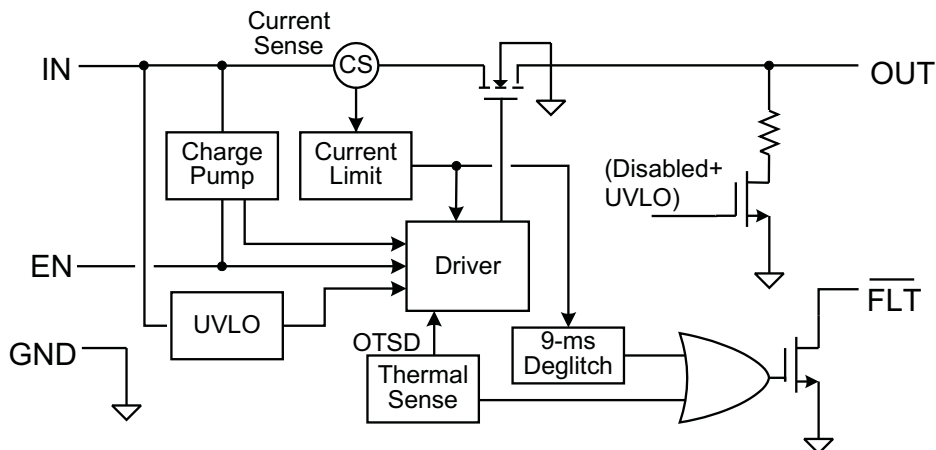 Current
Sense
IN
CS
OUT
Charge
Pump
Current
Limit
(Disabled+
UVLO)
EN
Driver
FLT
UVLO
GND
OTSD
9-ms
Deglitch
Thermal
Sense